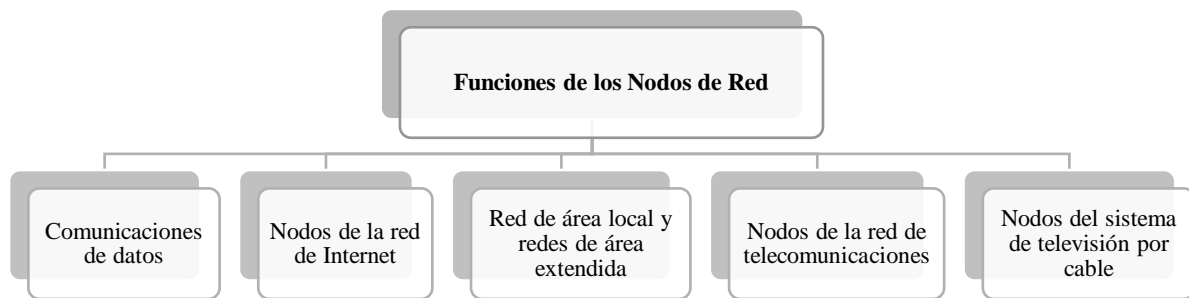 Funciones de los Nodos de Red
Comunicaciones
de datos
Nodos de la red
de Internet
Red de área local y
redes de área
extendida
Nodos de la red de
telecomunicaciones
Nodos del sistema
de televisión por
cable